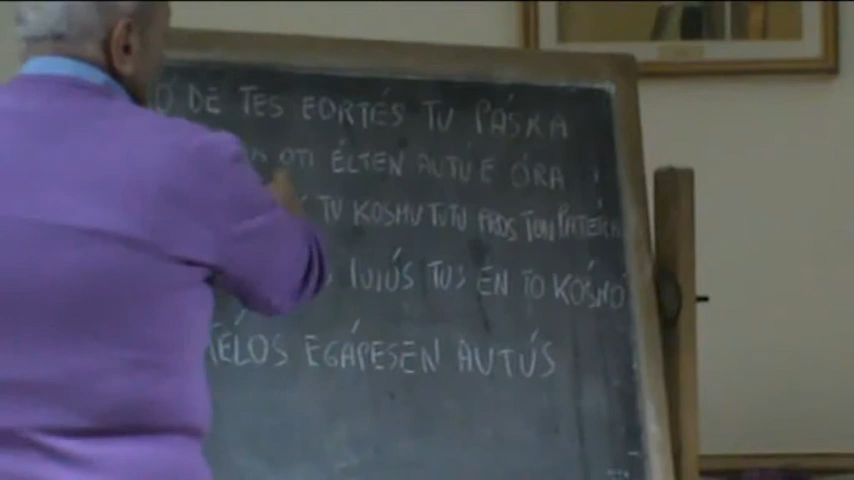 DE TES EORTÉS TU PÁSKA
OTI ÉLTEN AUTÚ E ÓRA
TU KOSMU TUTU PROS TON PATÉRA
IDIÚS TUS EN TO KÓSMO
TÉLOS EGÁPESEN AUTÚS